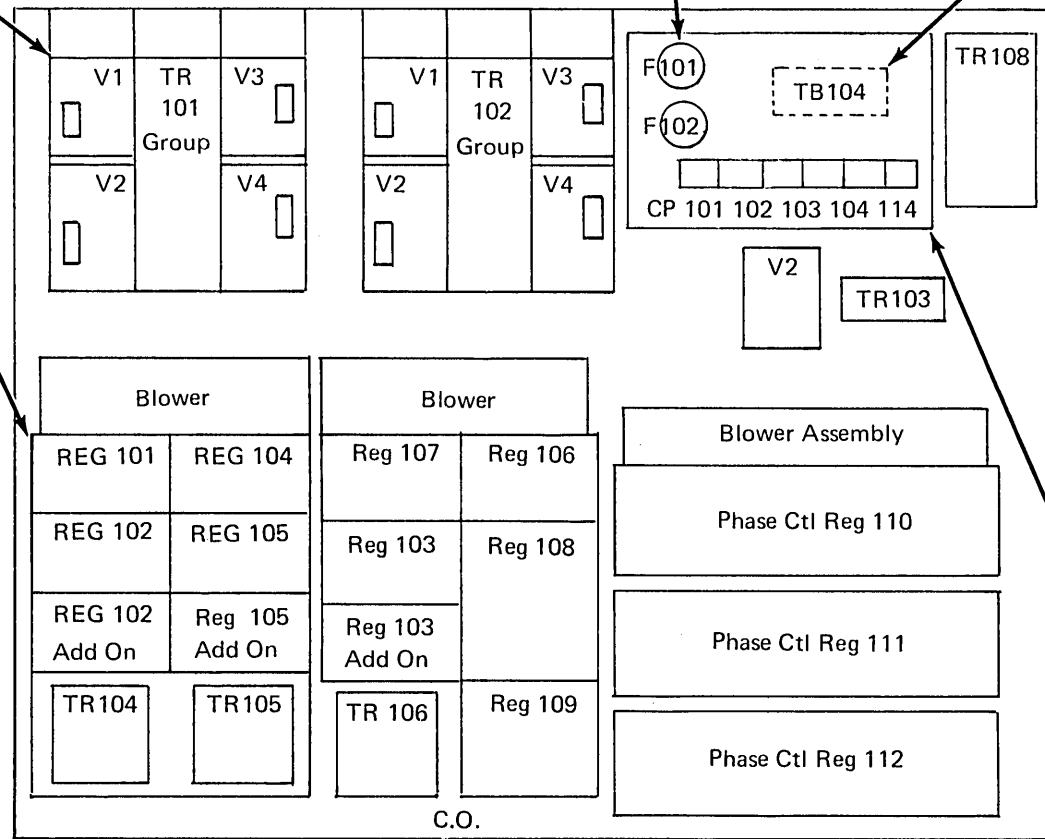 V1
TR
101
Group
V3
V2
V4
V1
TR
102
Group
V3
V2
V4
F101
F102
TB104
CP 101 102 103 104 114
TR108
V2
TR103
Blower
REG 101
REG 104
REG 102
REG 105
REG 102
Add On
Reg 105
Add On
TR104
TR105
Blower
Reg 107
Reg 106
Reg 103
Reg 108
Reg 103
Add On
TR 106
Reg 109
Blower Assembly
Phase Ctl Reg 110
Phase Ctl Reg 111
Phase Ctl Reg 112
C.O.